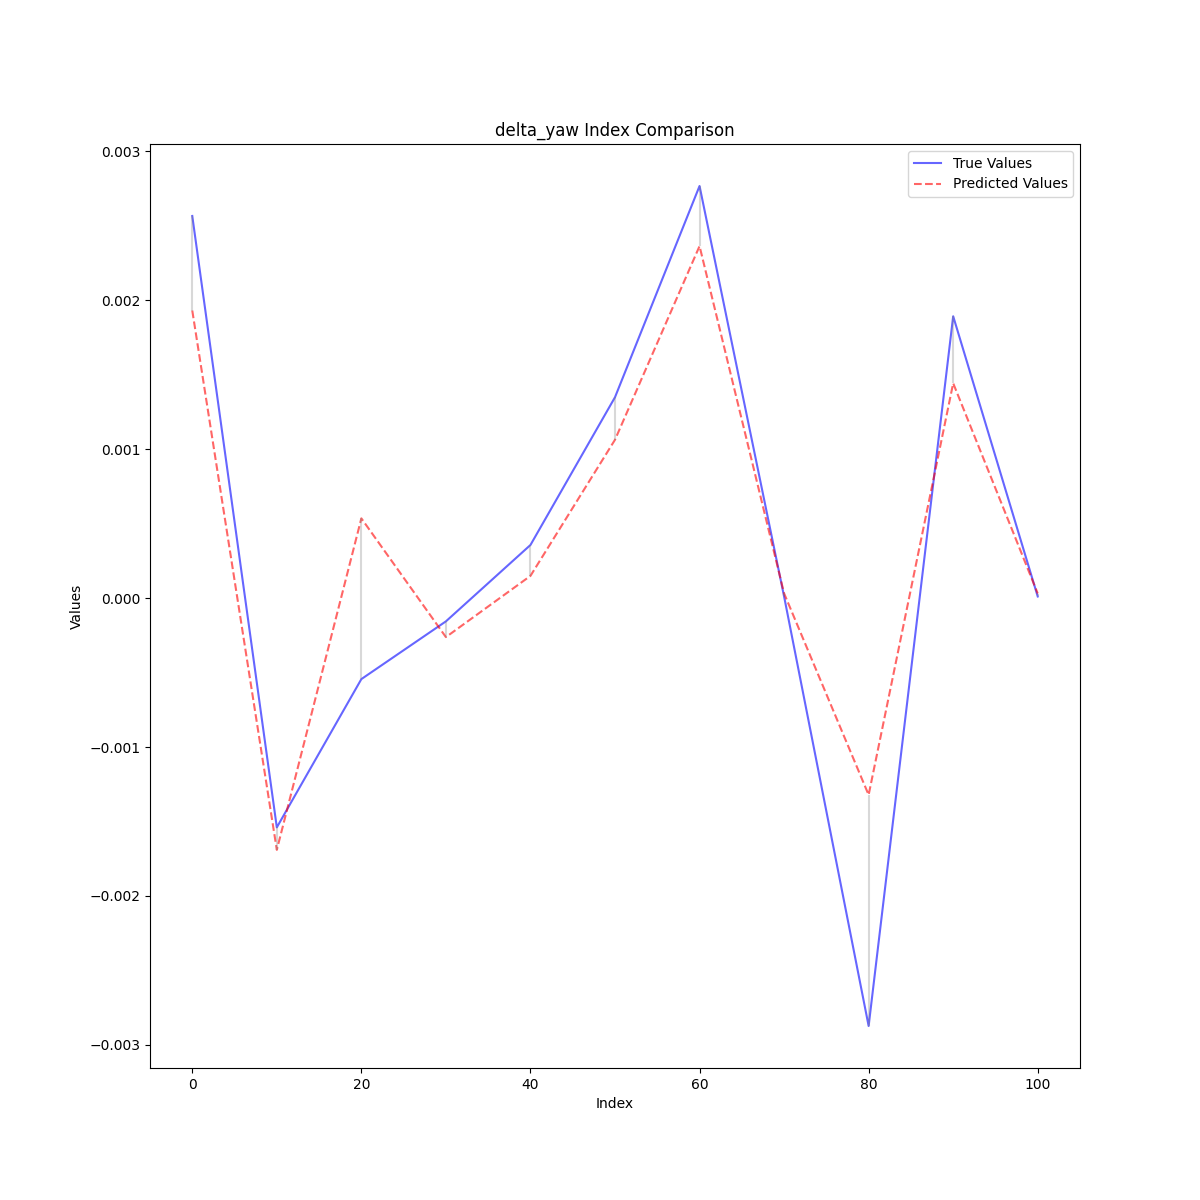 delta_yaw Index Comparison
True Values
Predicted Values
0.003
0.002
0.001
0.000
−0.001
−0.002
−0.003
Values
0 20 40 60 80 100
Index